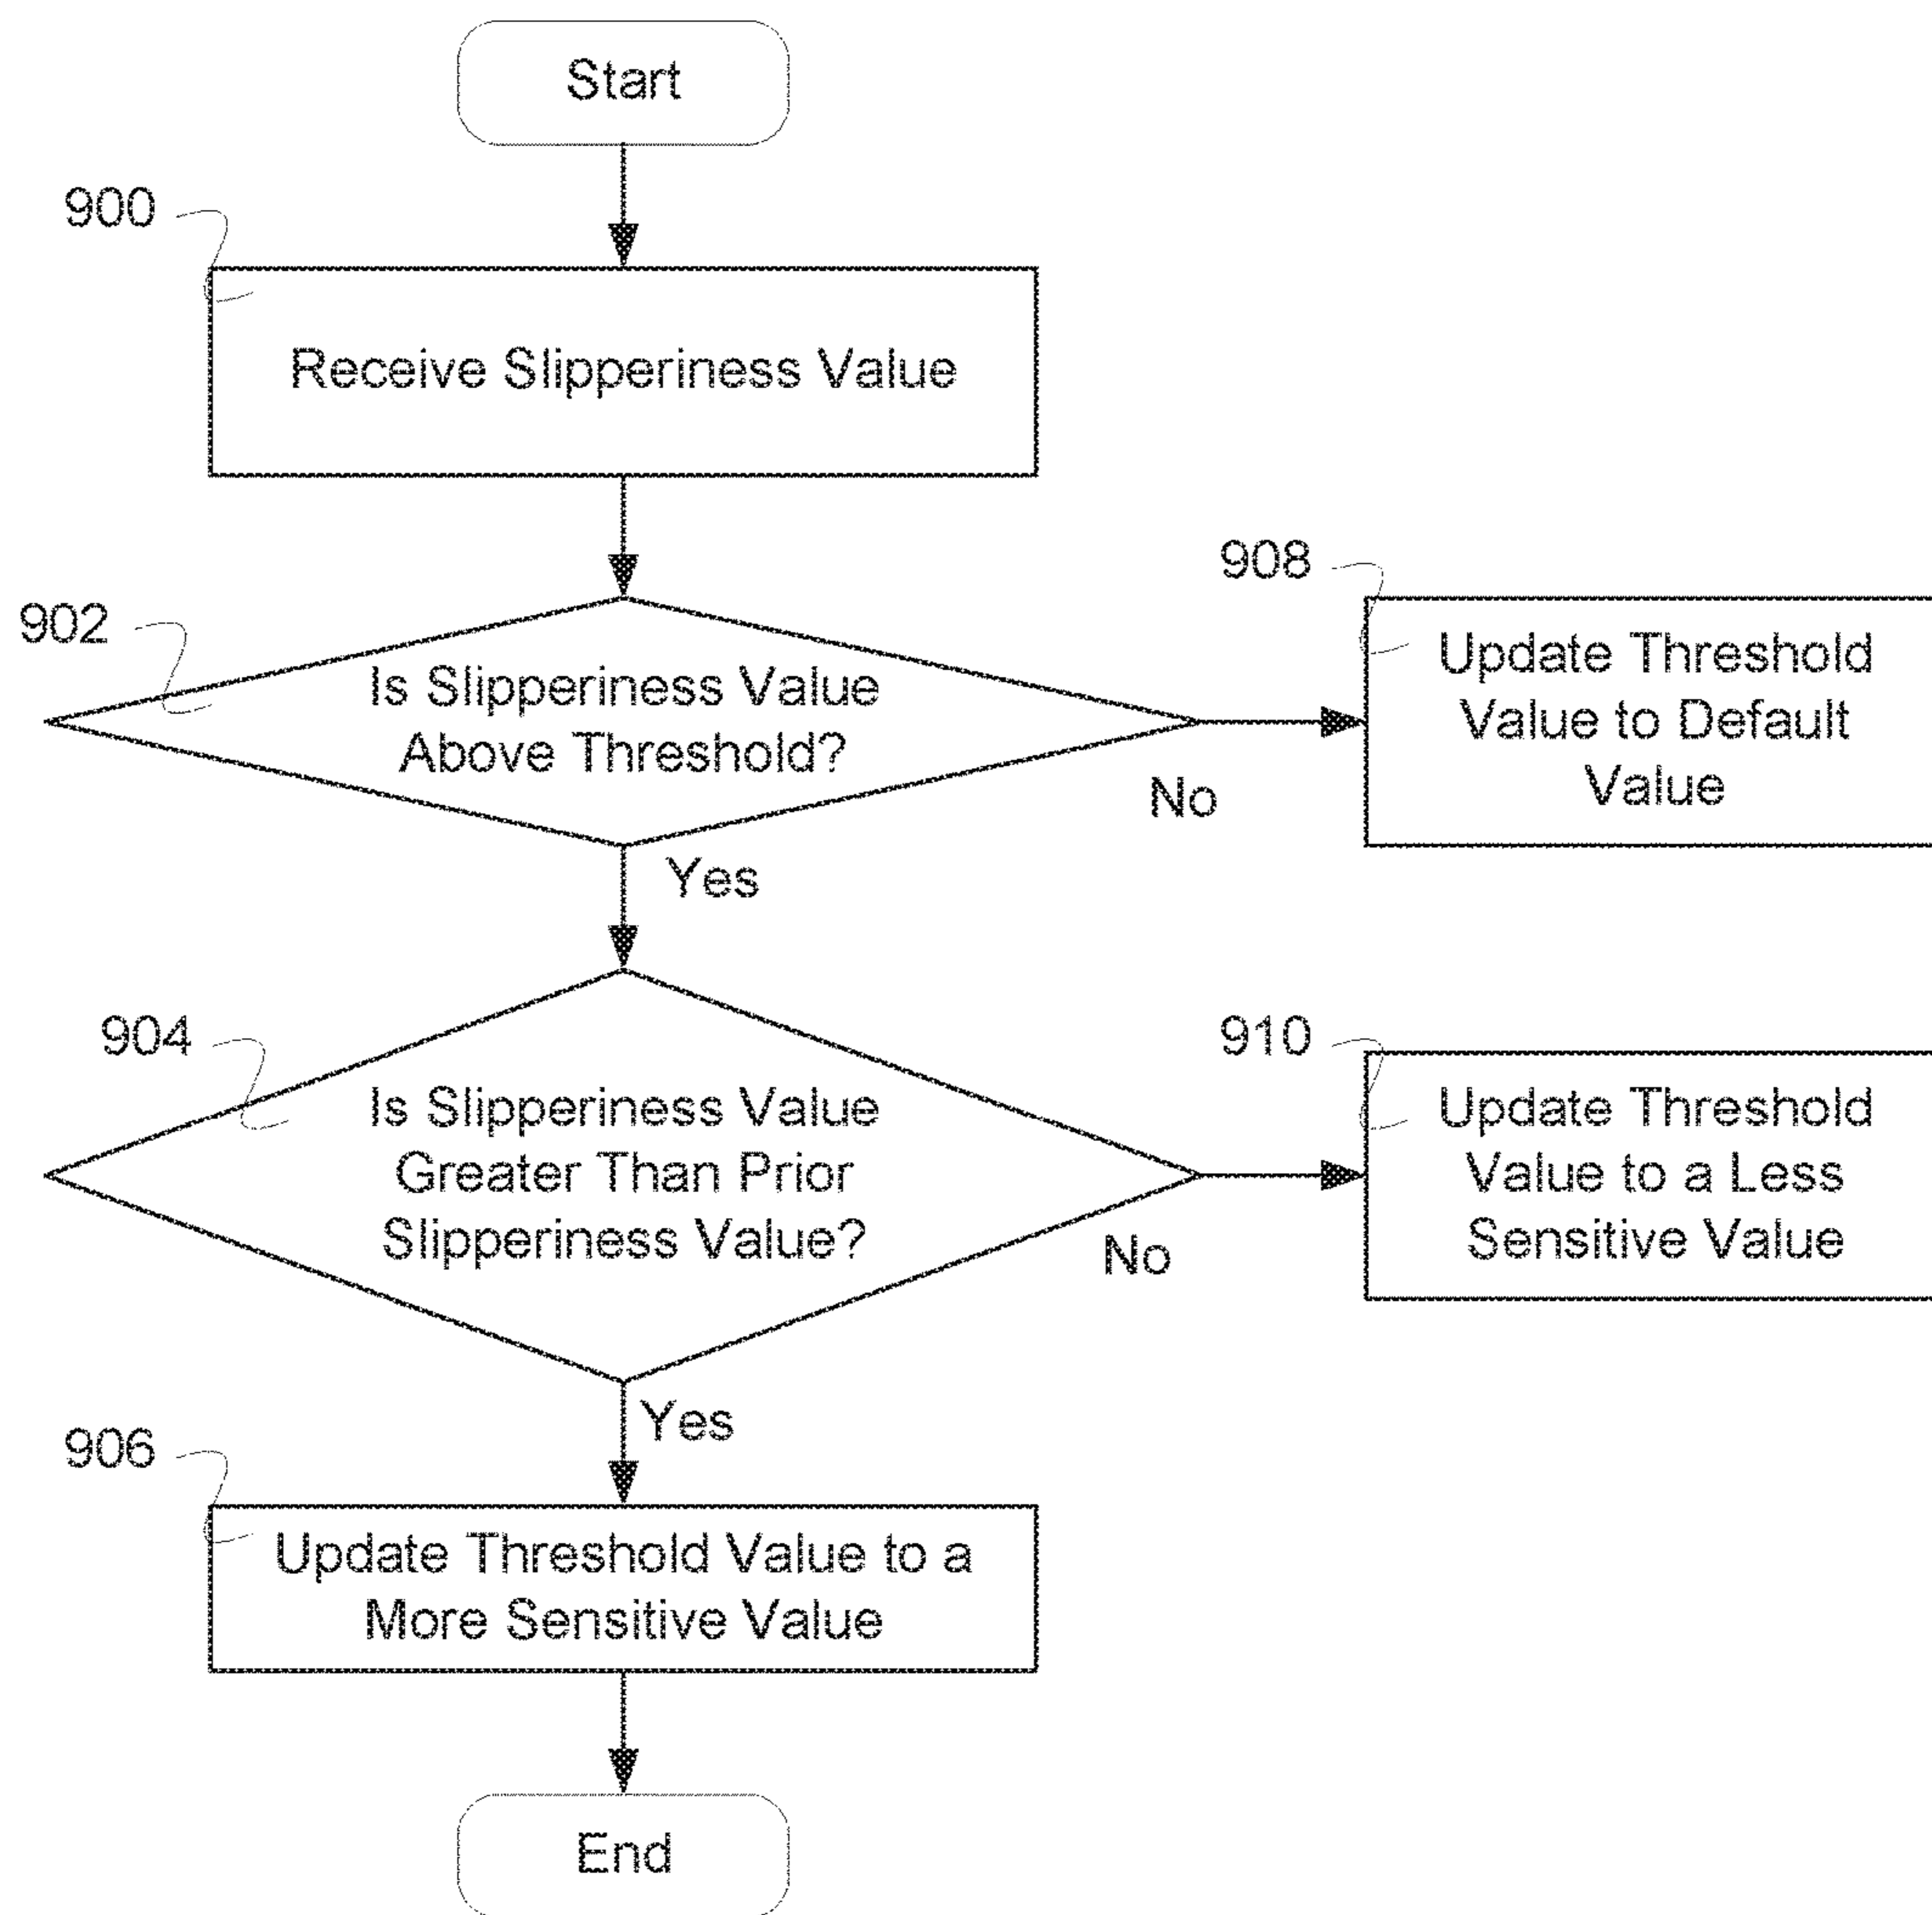 Start
900
Receive Slipperiness Value
902
Is Slipperiness Value
Above Threshold?
No
908
Update Threshold
Value to Default
Value
Yes
904
Is Slipperiness Value
Greater Than Prior
Slipperiness Value?
No
910
Update Threshold
Value to a Less
Sensitive Value
Yes
906
Update Threshold Value to a
More Sensitive Value
End